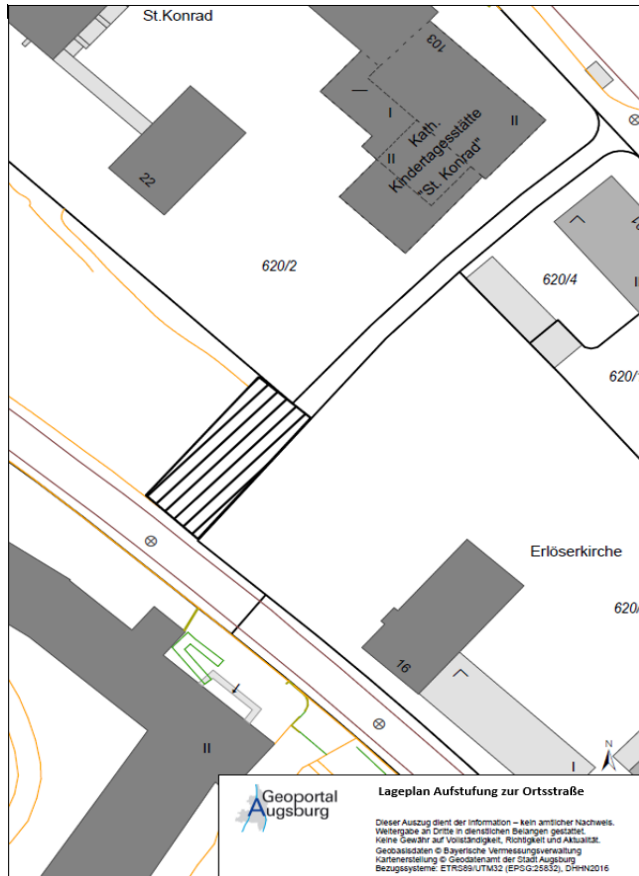 St.Konrad
103
I
I
II
II
Kath.
Kindertagesstätte
"St. Konrad"
22
620/2
620/4
620/
Erlöserkirche
620/
16
I
II
N
Geoportal
Augsburg
Lageplan Aufstufung zur Ortsstraße
Dieser Auszug dient der Information – kein amtlicher Nachweis.
Weitergabe an Dritte in dienstlichen Belangen gestattet.
Keine Gewähr auf Vollständigkeit, Richtigkeit und Aktualität.
Geobasisdaten © Bayerische Vermessungsverwaltung
Kartenerstellung © Geodatenamt der Stadt Augsburg
Bezugssysteme: ETRS89/UTM32 (EPSG:25832), DHHN2016